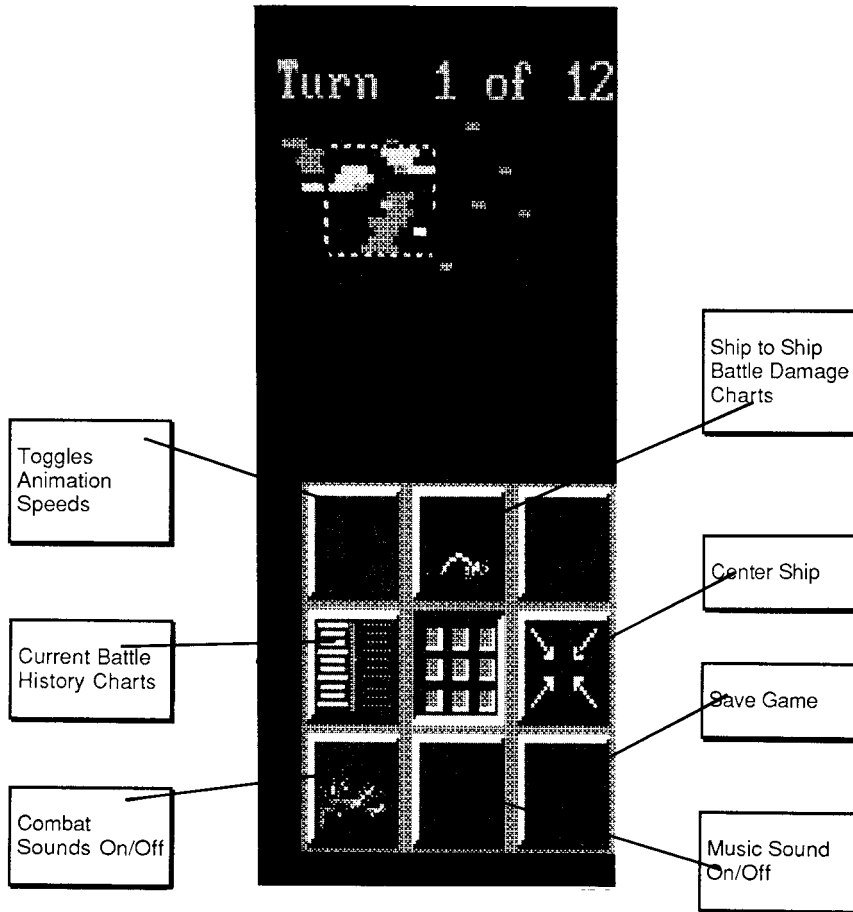 Turn 1 of 12
Ship to Ship
Battle Damage
Charts
Toggles
Animation
Speeds
Center Ship
Current Battle
History Charts
Save Game
Combat
Sounds On/Off
Music Sound
On/Off